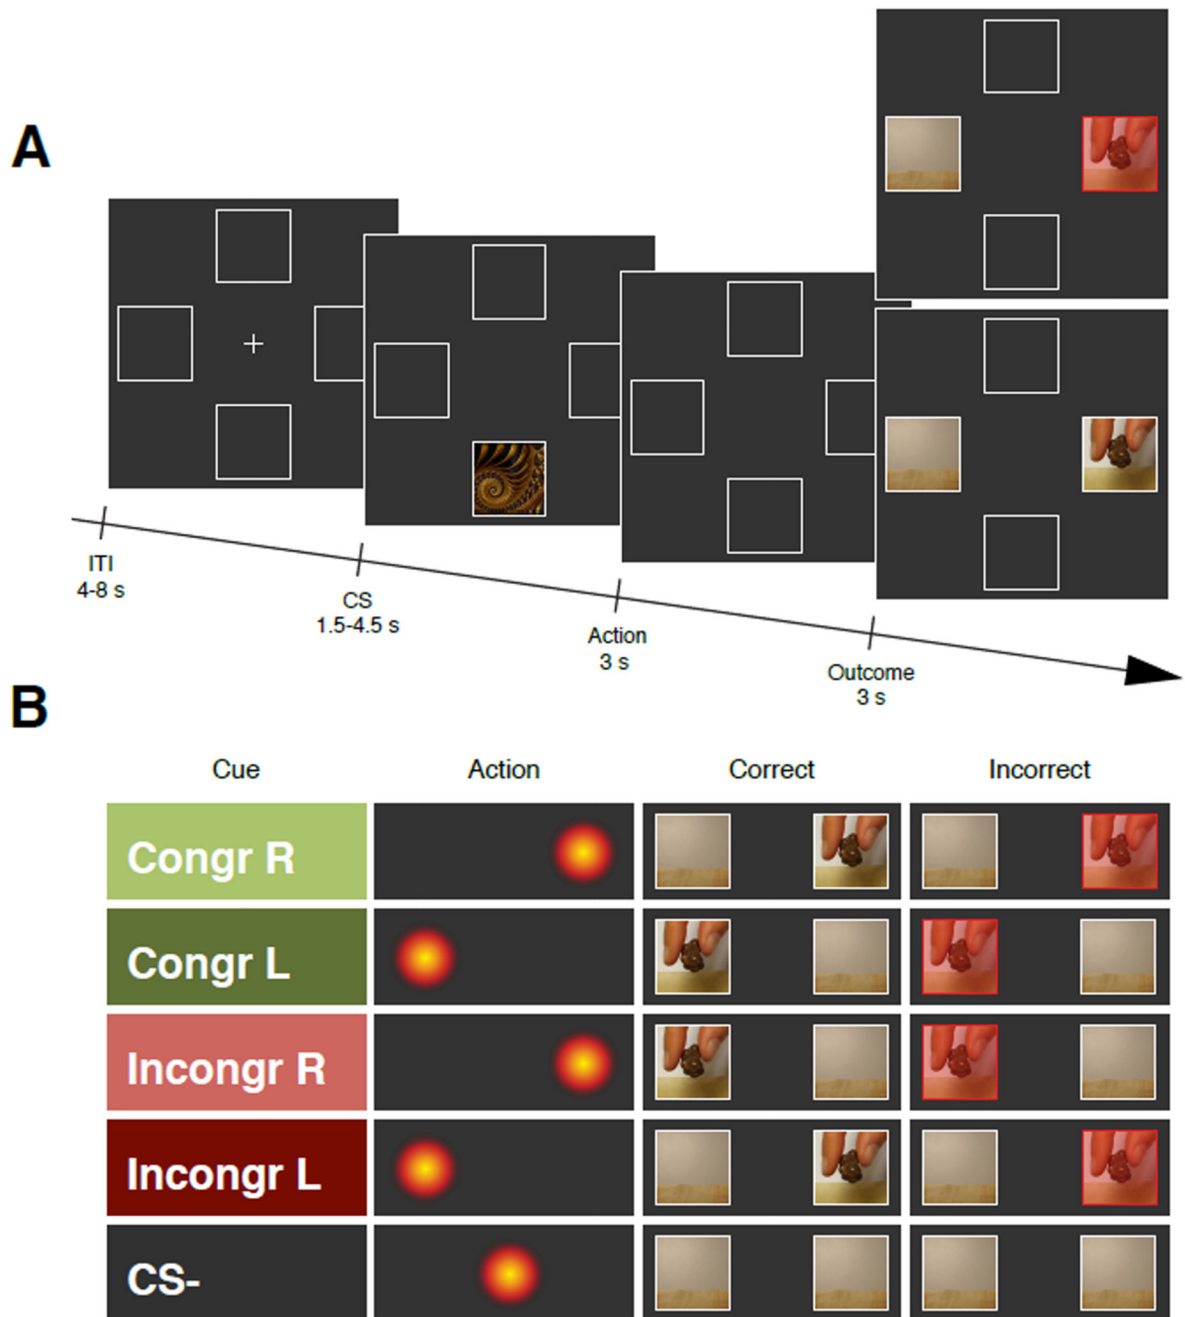 A
ITI
4-8 s
CS
1.5-4.5 s
Action
3 s
Outcome
3 s
B
Cue Action Correct Incorrect
Congr R
Congr L
Incongr R
Incongr L
CS-